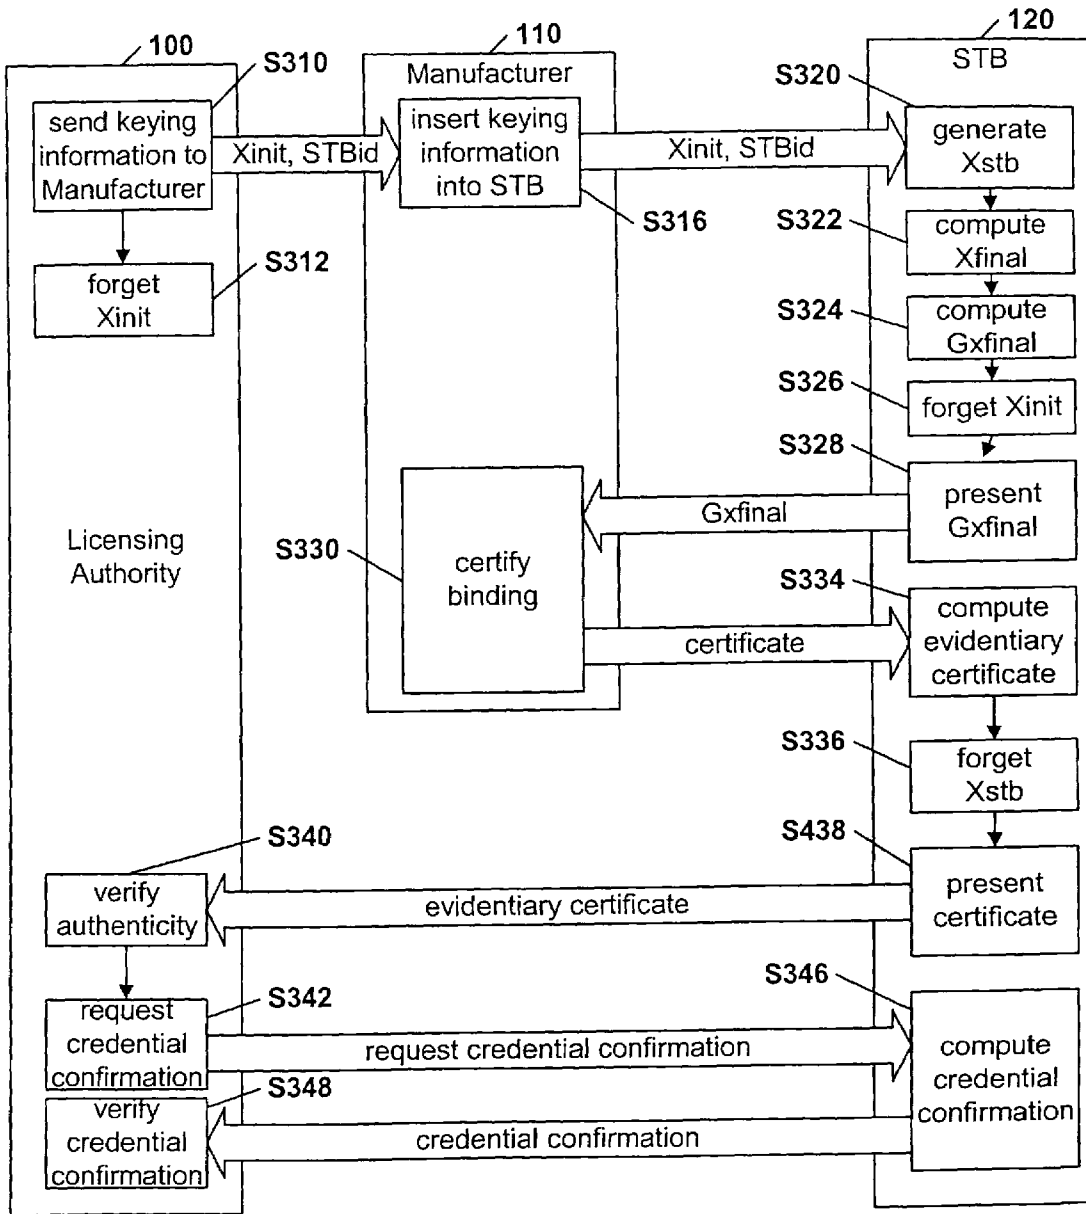 100
110
120
S310
Manufacturer
S320
STB
send keying
information to
Manufacturer
Xinit, STBid
insert keying
information
into STB
Xinit, STBid
generate
Xstb
S316
S322
compute
Xfinal
S312
forget
Xinit
S324
compute
Gxfinal
S326
forget Xinit
S328
present
Gxfinal
Gxfinal
Licensing
Authority
S330
certify
binding
S334
compute
evidentiary
certificate
certificate
S336
forget
Xstb
S340
S438
verify
authenticity
evidentiary certificate
present
certificate
S342
S346
request
credential
confirmation
request credential confirmation
compute
credential
confirmation
S348
verify
credential
confirmation
credential confirmation